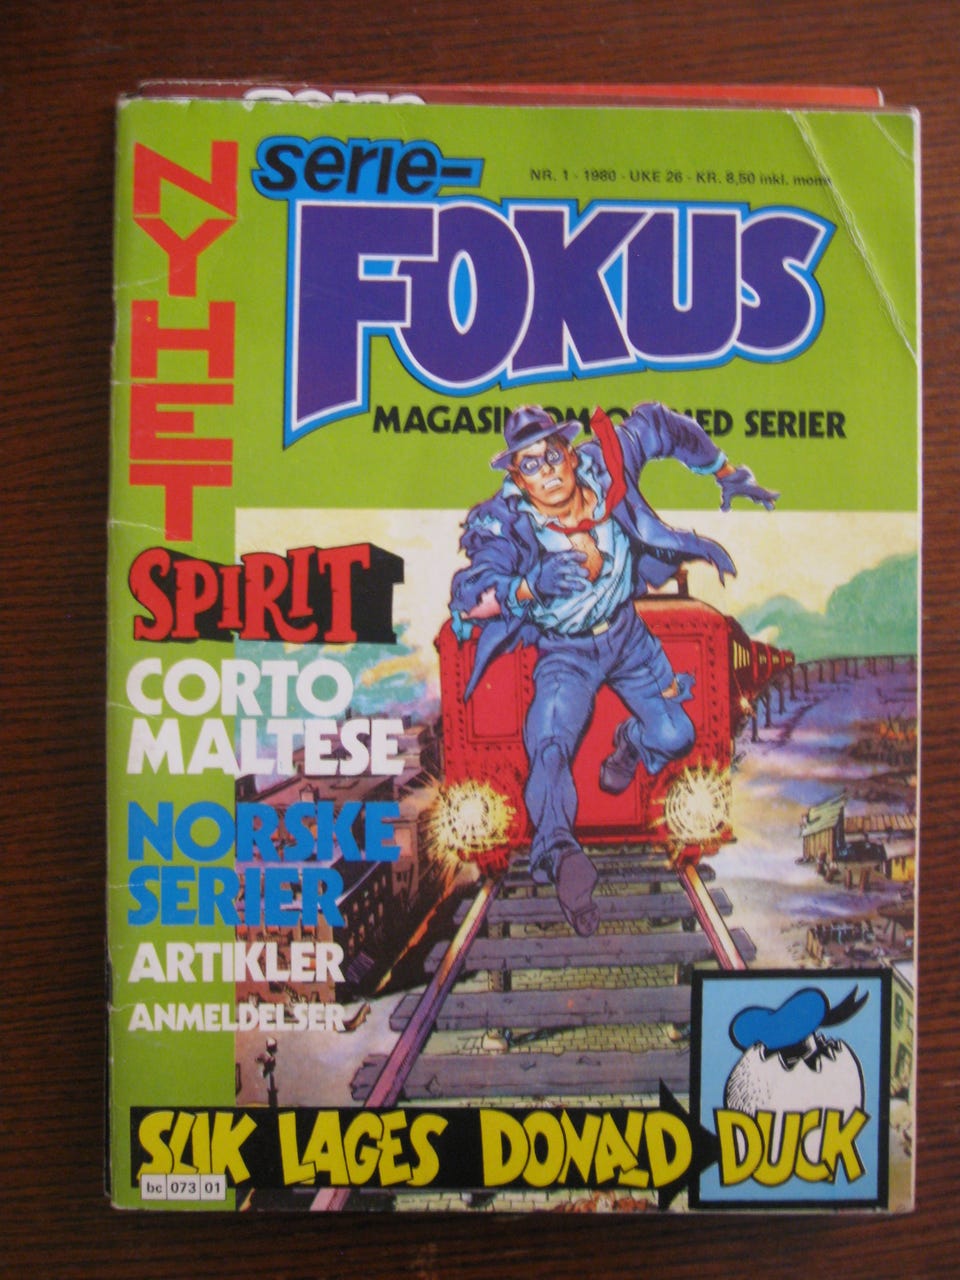 NYHET
serie-
NR. 1 - 1980 - UKE 26 - KR. 8,50 inkl. moms
FOKUS
MAGASIN OM OG MED SERIER
SPIRIT
CORTO
MALTESE
NORSKE
SERIER
ARTIKLER
ANMELDELSER
SLIK LAGES DONALD DUCK
bc 073 01